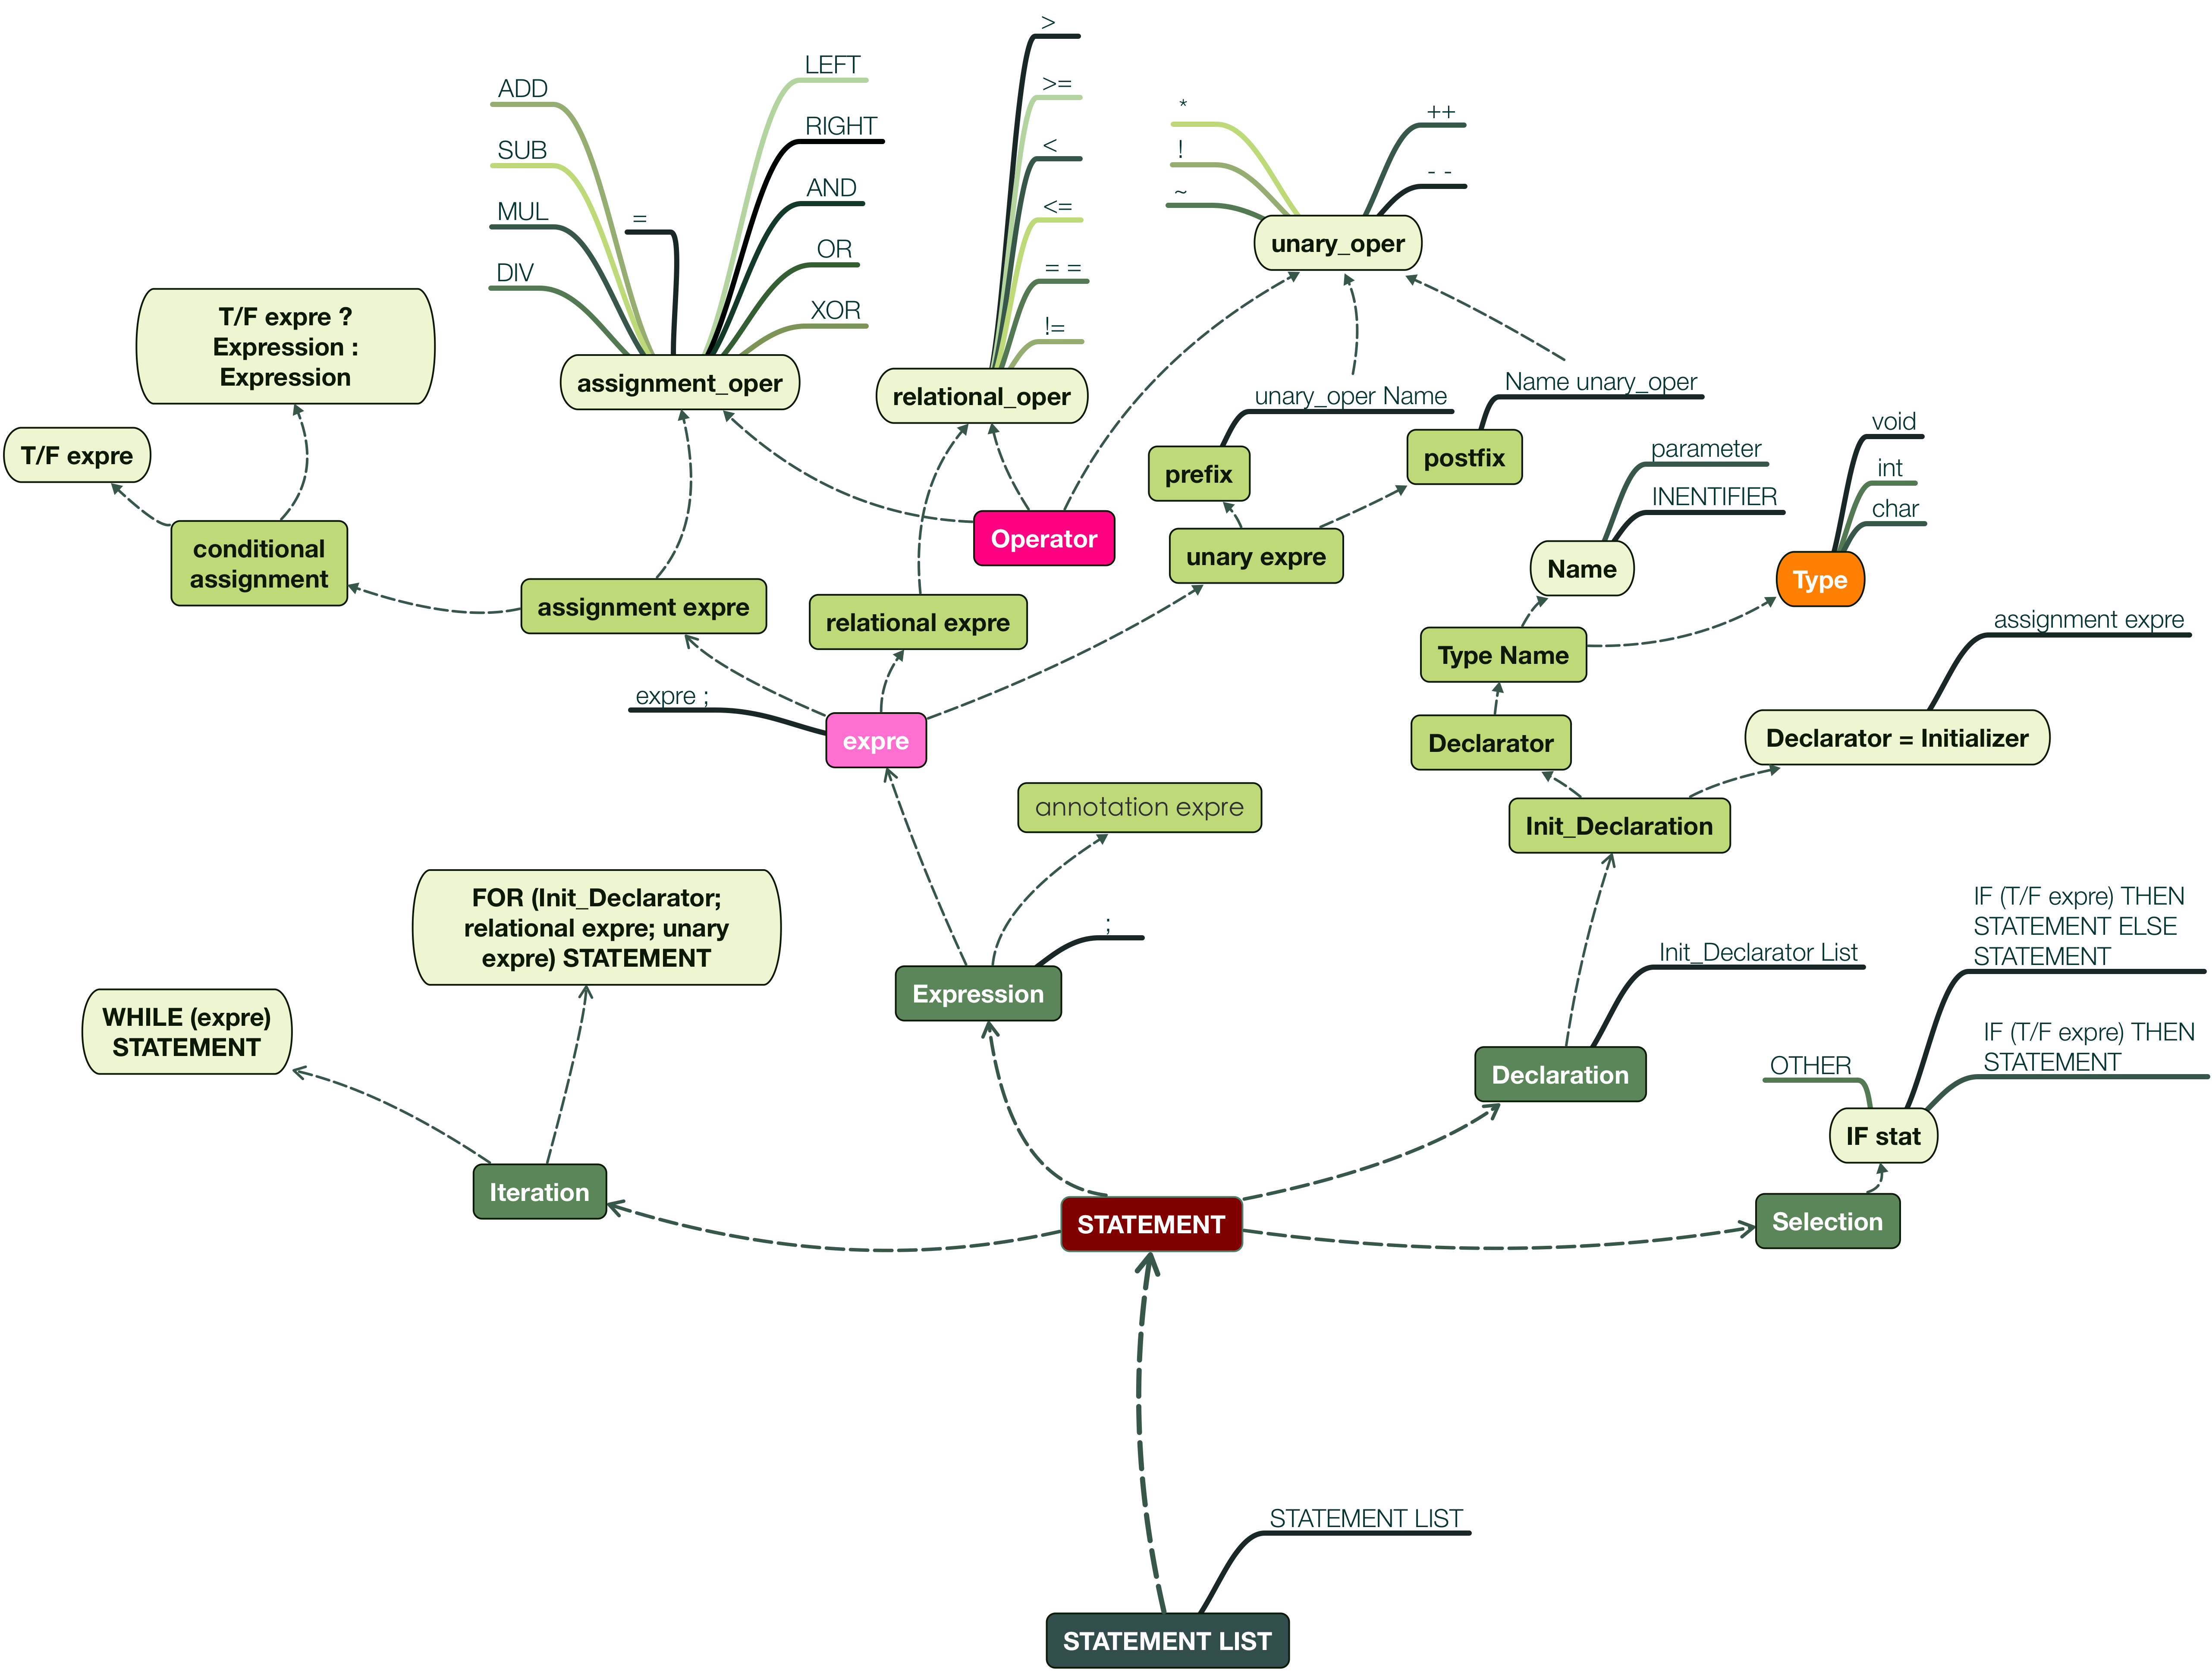 >
LEFT
>=
ADD
*
++
RIGHT
!
<
SUB
- -
~
AND
<=
MUL
=
OR
unary_oper
DIV
= =
XOR
!=
T/F expre ?
Expression :
Expression
assignment_oper
relational_oper
unary_oper Name
Name unary_oper
void
T/F expre
prefix
postfix
parameter
int
INENTIFIER
char
conditional
assignment
Operator
unary expre
Name
Type
assignment expre
relational expre
assignment expre
Type Name
expre ;
expre
Declarator
Declarator = Initializer
annotation expre
Init_Declaration
FOR (Init_Declarator;
relational expre; unary
expre) STATEMENT
;
IF (T/F expre) THEN
STATEMENT ELSE
STATEMENT
Init_Declarator List
WHILE (expre)
STATEMENT
Expression
IF (T/F expre) THEN
STATEMENT
OTHER
Declaration
IF stat
Iteration
STATEMENT
Selection
STATEMENT LIST
STATEMENT LIST